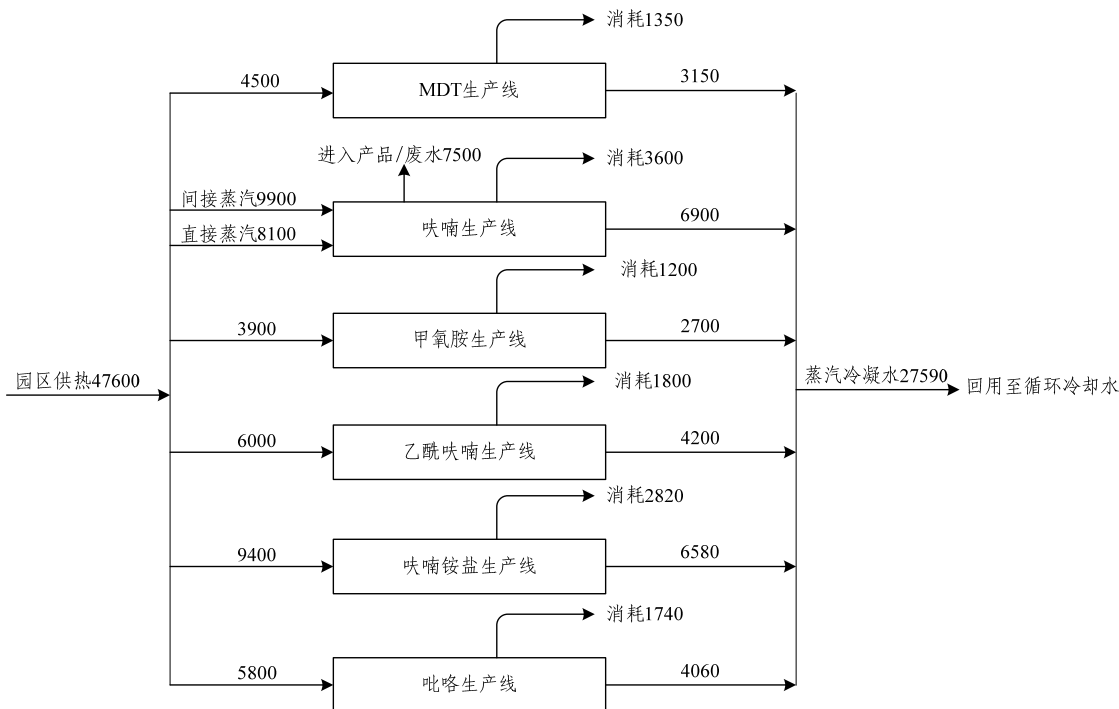 消耗1350
4500
MDT生产线
3150
进入产品/废水7500
消耗3600
间接蒸汽9900
直接蒸汽8100
呋喃生产线
6900
消耗1200
3900
甲氧胺生产线
2700
园区供热47600
消耗1800
蒸汽冷凝水27590
回用至循环冷却水
6000
乙酰呋喃生产线
4200
消耗2820
9400
呋喃铵盐生产线
6580
消耗1740
5800
吡咯生产线
4060